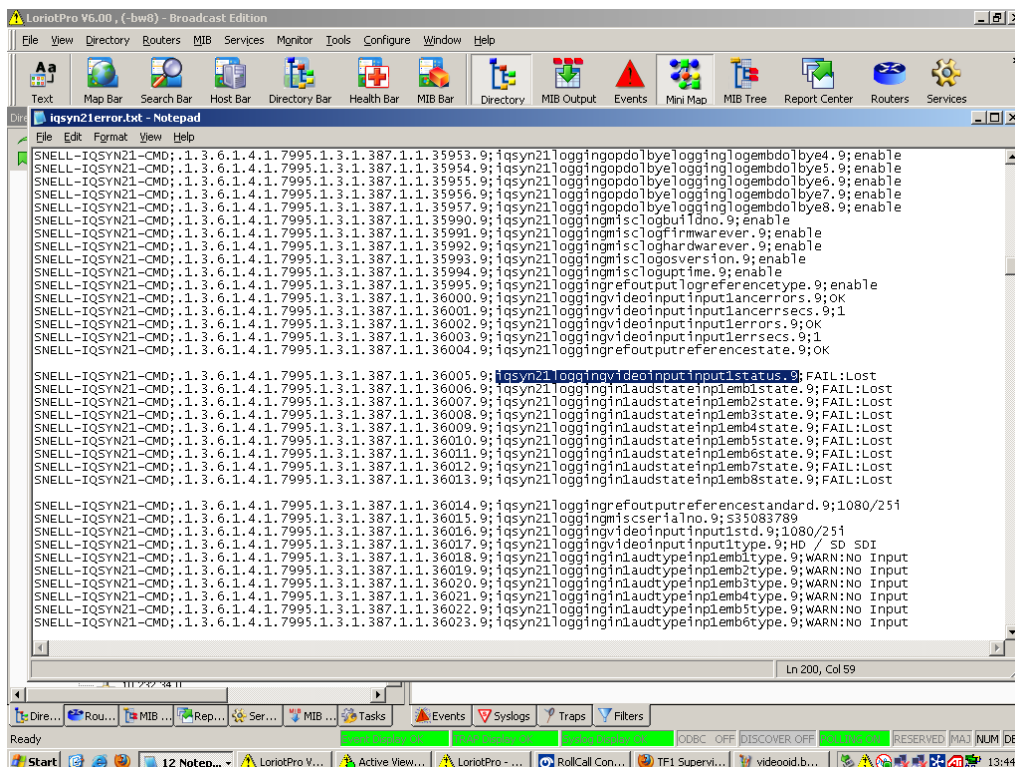 LoriotPro V6.00 , (-bw8) - Broadcast Edition
File View Directory Routers MIB Services Monitor Tools Configure Window Help
Text Map Bar Search Bar Host Bar Directory Bar Health Bar MIB Bar Directory MIB Output Events Mini Map MIB Tree Report Center Routers Services
iqsyn21error.txt - Notepad
File Edit Format View Help
SNELL-IQSYN21-CMD;.1.3.6.1.4.1.7995.1.3.1.387.1.1.35953.9;iqsyn21loggingopdolbyelogginglogembdolbye4.9;enable
SNELL-IQSYN21-CMD;.1.3.6.1.4.1.7995.1.3.1.387.1.1.35954.9;iqsyn21loggingopdolbyelogginglogembdolbye5.9;enable
SNELL-IQSYN21-CMD;.1.3.6.1.4.1.7995.1.3.1.387.1.1.35955.9;iqsyn21loggingopdolbyelogginglogembdolbye6.9;enable
SNELL-IQSYN21-CMD;.1.3.6.1.4.1.7995.1.3.1.387.1.1.35956.9;iqsyn21loggingopdolbyelogginglogembdolbye7.9;enable
SNELL-IQSYN21-CMD;.1.3.6.1.4.1.7995.1.3.1.387.1.1.35957.9;iqsyn21loggingopdolbyelogginglogembdolbye8.9;enable
SNELL-IQSYN21-CMD;.1.3.6.1.4.1.7995.1.3.1.387.1.1.35990.9;iqsyn21loggingmisclogbuildno.9;enable
SNELL-IQSYN21-CMD;.1.3.6.1.4.1.7995.1.3.1.387.1.1.35991.9;iqsyn21loggingmisclogfirmwarever.9;enable
SNELL-IQSYN21-CMD;.1.3.6.1.4.1.7995.1.3.1.387.1.1.35992.9;iqsyn21loggingmiscloghardwarever.9;enable
SNELL-IQSYN21-CMD;.1.3.6.1.4.1.7995.1.3.1.387.1.1.35993.9;iqsyn21loggingmisclogosversion.9;enable
SNELL-IQSYN21-CMD;.1.3.6.1.4.1.7995.1.3.1.387.1.1.35994.9;iqsyn21loggingmiscloguptime.9;enable
SNELL-IQSYN21-CMD;.1.3.6.1.4.1.7995.1.3.1.387.1.1.35995.9;iqsyn21loggingrefoutputlogreferencetype.9;enable
SNELL-IQSYN21-CMD;.1.3.6.1.4.1.7995.1.3.1.387.1.1.36000.9;iqsyn21loggingvideoinputinput1ancerrors.9;OK
SNELL-IQSYN21-CMD;.1.3.6.1.4.1.7995.1.3.1.387.1.1.36001.9;iqsyn21loggingvideoinputinput1ancerrsecs.9;1
SNELL-IQSYN21-CMD;.1.3.6.1.4.1.7995.1.3.1.387.1.1.36002.9;iqsyn21loggingvideoinputinput1errors.9;OK
SNELL-IQSYN21-CMD;.1.3.6.1.4.1.7995.1.3.1.387.1.1.36003.9;iqsyn21loggingvideoinputinput1errsecs.9;1
SNELL-IQSYN21-CMD;.1.3.6.1.4.1.7995.1.3.1.387.1.1.36004.9;iqsyn21loggingrefoutputreferencestate.9;OK
SNELL-IQSYN21-CMD;.1.3.6.1.4.1.7995.1.3.1.387.1.1.36005.9;iqsyn21loggingvideoinputinput1status.9;FAIL:Lost
SNELL-IQSYN21-CMD;.1.3.6.1.4.1.7995.1.3.1.387.1.1.36006.9;iqsyn21loggingin1audstateinp1emb1state.9;FAIL:Lost
SNELL-IQSYN21-CMD;.1.3.6.1.4.1.7995.1.3.1.387.1.1.36007.9;iqsyn21loggingin1audstateinp1emb2state.9;FAIL:Lost
SNELL-IQSYN21-CMD;.1.3.6.1.4.1.7995.1.3.1.387.1.1.36008.9;iqsyn21loggingin1audstateinp1emb3state.9;FAIL:Lost
SNELL-IQSYN21-CMD;.1.3.6.1.4.1.7995.1.3.1.387.1.1.36009.9;iqsyn21loggingin1audstateinp1emb4state.9;FAIL:Lost
SNELL-IQSYN21-CMD;.1.3.6.1.4.1.7995.1.3.1.387.1.1.36010.9;iqsyn21loggingin1audstateinp1emb5state.9;FAIL:Lost
SNELL-IQSYN21-CMD;.1.3.6.1.4.1.7995.1.3.1.387.1.1.36011.9;iqsyn21loggingin1audstateinp1emb6state.9;FAIL:Lost
SNELL-IQSYN21-CMD;.1.3.6.1.4.1.7995.1.3.1.387.1.1.36012.9;iqsyn21loggingin1audstateinp1emb7state.9;FAIL:Lost
SNELL-IQSYN21-CMD;.1.3.6.1.4.1.7995.1.3.1.387.1.1.36013.9;iqsyn21loggingin1audstateinp1emb8state.9;FAIL:Lost
SNELL-IQSYN21-CMD;.1.3.6.1.4.1.7995.1.3.1.387.1.1.36014.9;iqsyn21loggingrefoutputreferencestandard.9;1080/25i
SNELL-IQSYN21-CMD;.1.3.6.1.4.1.7995.1.3.1.387.1.1.36015.9;iqsyn21loggingmiscserialno.9;S35083789
SNELL-IQSYN21-CMD;.1.3.6.1.4.1.7995.1.3.1.387.1.1.36016.9;iqsyn21loggingvideoinputinput1std.9;1080/25i
SNELL-IQSYN21-CMD;.1.3.6.1.4.1.7995.1.3.1.387.1.1.36017.9;iqsyn21loggingvideoinputinput1type.9;HD / SD SDI
SNELL-IQSYN21-CMD;.1.3.6.1.4.1.7995.1.3.1.387.1.1.36018.9;iqsyn21loggingin1audtypeinp1emb1type.9;WARN:No Input
SNELL-IQSYN21-CMD;.1.3.6.1.4.1.7995.1.3.1.387.1.1.36019.9;iqsyn21loggingin1audtypeinp1emb2type.9;WARN:No Input
SNELL-IQSYN21-CMD;.1.3.6.1.4.1.7995.1.3.1.387.1.1.36020.9;iqsyn21loggingin1audtypeinp1emb3type.9;WARN:No Input
SNELL-IQSYN21-CMD;.1.3.6.1.4.1.7995.1.3.1.387.1.1.36021.9;iqsyn21loggingin1audtypeinp1emb4type.9;WARN:No Input
SNELL-IQSYN21-CMD;.1.3.6.1.4.1.7995.1.3.1.387.1.1.36022.9;iqsyn21loggingin1audtypeinp1emb5type.9;WARN:No Input
SNELL-IQSYN21-CMD;.1.3.6.1.4.1.7995.1.3.1.387.1.1.36023.9;iqsyn21loggingin1audtypeinp1emb6type.9;WARN:No Input
Ln 200, Col 59
Dire... Rou... MIB ... Rep... Ser... MIB ... Tasks Events Syslogs Traps Filters
Ready Event Display OK TRAP Display OK Syslog Display OK ODBC OFF DISCOVER OFF POLLING ON RESERVED MAJ NUM
Start 12 Notep... LoriotPro V... Active View... LoriotPro - ... RollCall Con... TF1 Supervi... videooid.b... 13:44